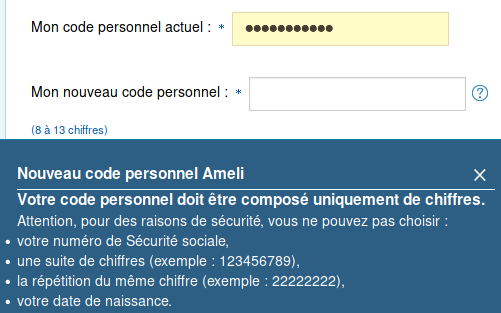 Mon code personnel actuel : * ●●●●●●●●●●●
Mon nouveau code personnel : * ?
(8 à 13 chiffres)
Nouveau code personnel Ameli ×
Votre code personnel doit être composé uniquement de chiffres.
Attention, pour des raisons de sécurité, vous ne pouvez pas choisir :
• votre numéro de Sécurité sociale,
• une suite de chiffres (exemple : 123456789),
• la répétition du même chiffre (exemple : 22222222),
• votre date de naissance.